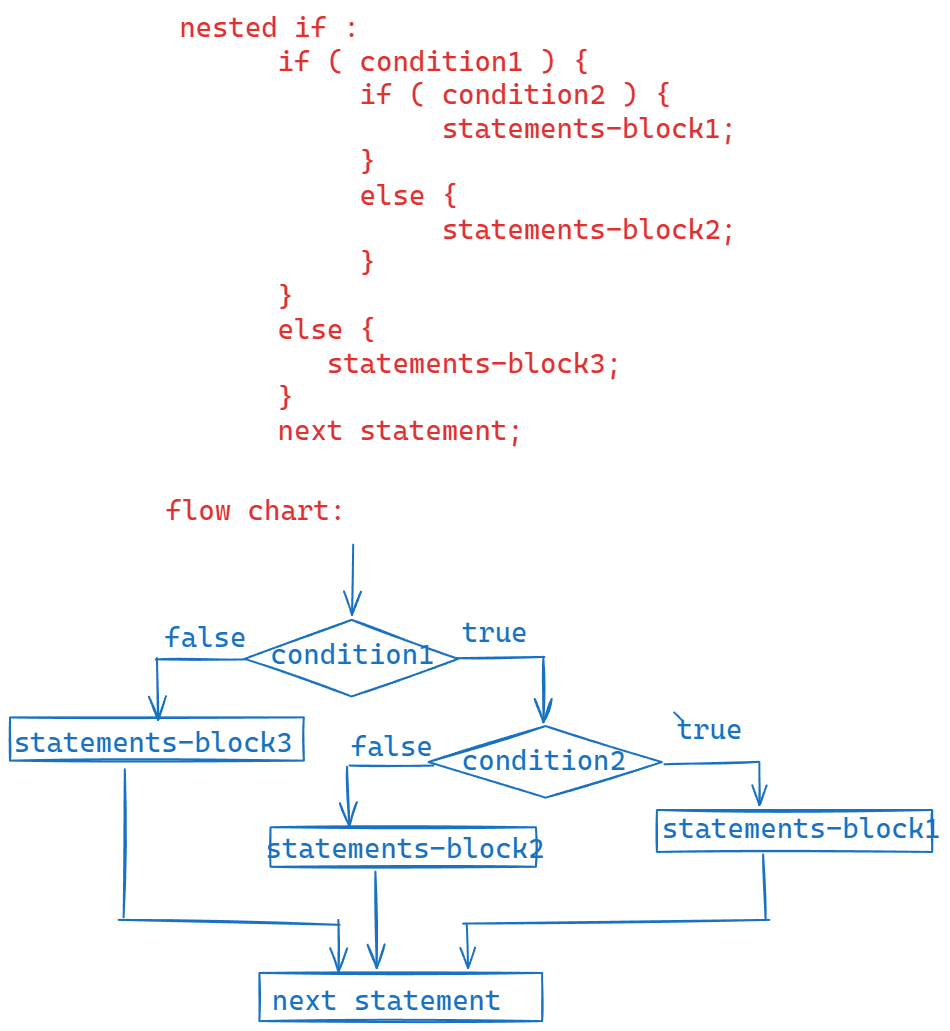 nested if :
if ( condition1 ) {
if ( condition2 ) {
statements-block1;
}
else {
statements-block2;
}
}
else {
statements-block3;
}
next statement;
flow chart:
false
true
condition1
true
statements-block3
false
condition2
statements-block1
statements-block2
next statement